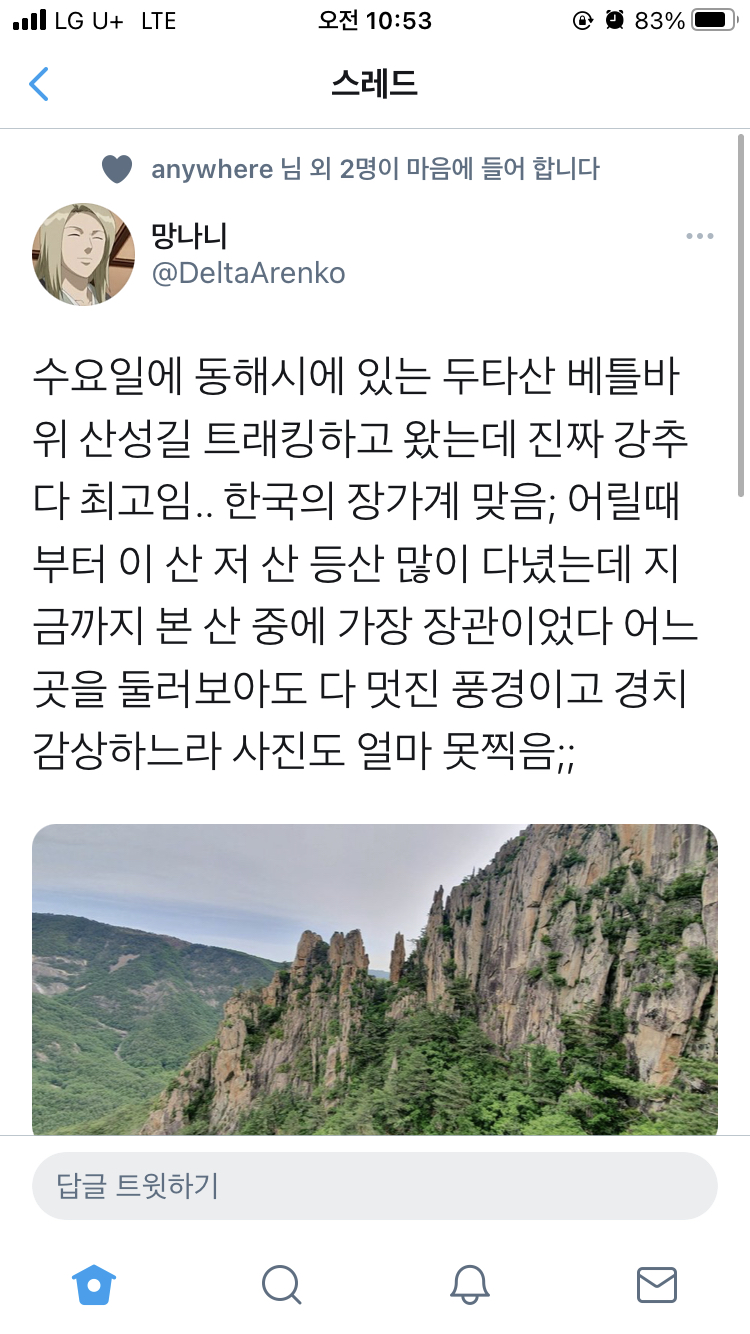 LG U+ LTE 오전 10:53 83%
스레드
anywhere 님 외 2명이 마음에 들어 합니다
망나니
@DeltaArenko
수요일에 동해시에 있는 두타산 베틀바
위 산성길 트래킹하고 왔는데 진짜 강추
다 최고임.. 한국의 장가계 맞음; 어릴때
부터 이 산 저 산 등산 많이 다녔는데 지
금까지 본 산 중에 가장 장관이었다 어느
곳을 둘러보아도 다 멋진 풍경이고 경치
감상하느라 사진도 얼마 못찍음;;
답글 트윗하기